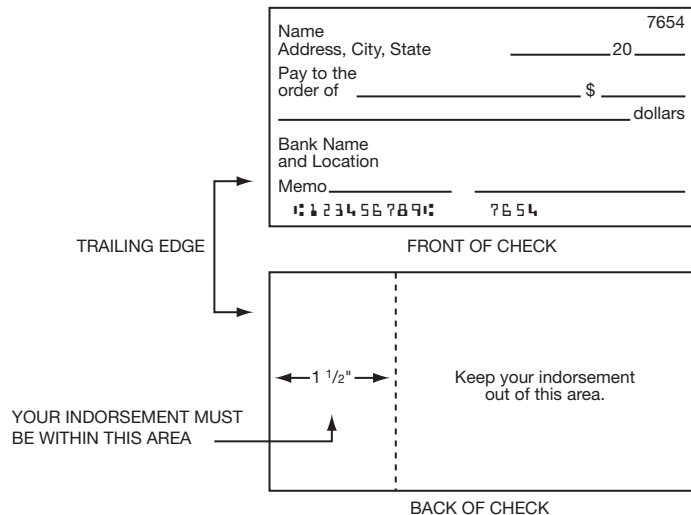 7654
Name
Address, City, State 20
Pay to the
order of $
dollars
Bank Name
and Location
Memo
⑆123456789⑆ 7654
FRONT OF CHECK
TRAILING EDGE
1 1/2"
Keep your indorsement
out of this area.
YOUR INDORSEMENT MUST
BE WITHIN THIS AREA
BACK OF CHECK